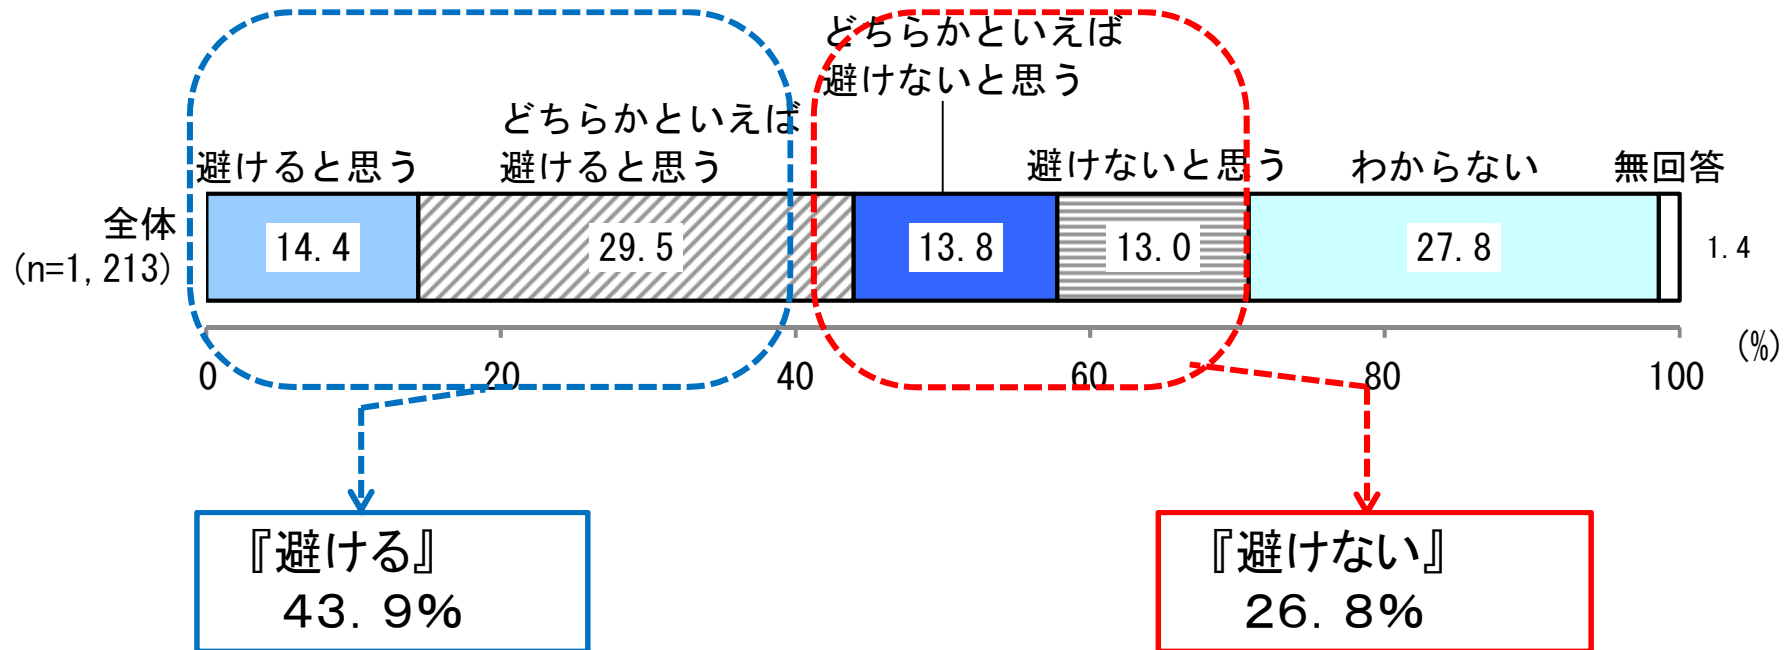 どちらかといえば
避けないと思う
どちらかといえば
避けると思う
避けると思う
避けないと思う
わからない
無回答
全体
(n=1,213)
14.4
29.5
13.8
13.0
27.8
1.4
(%)
0
20
40
60
80
100
『避ける』
43.9%
『避けない』
26.8%